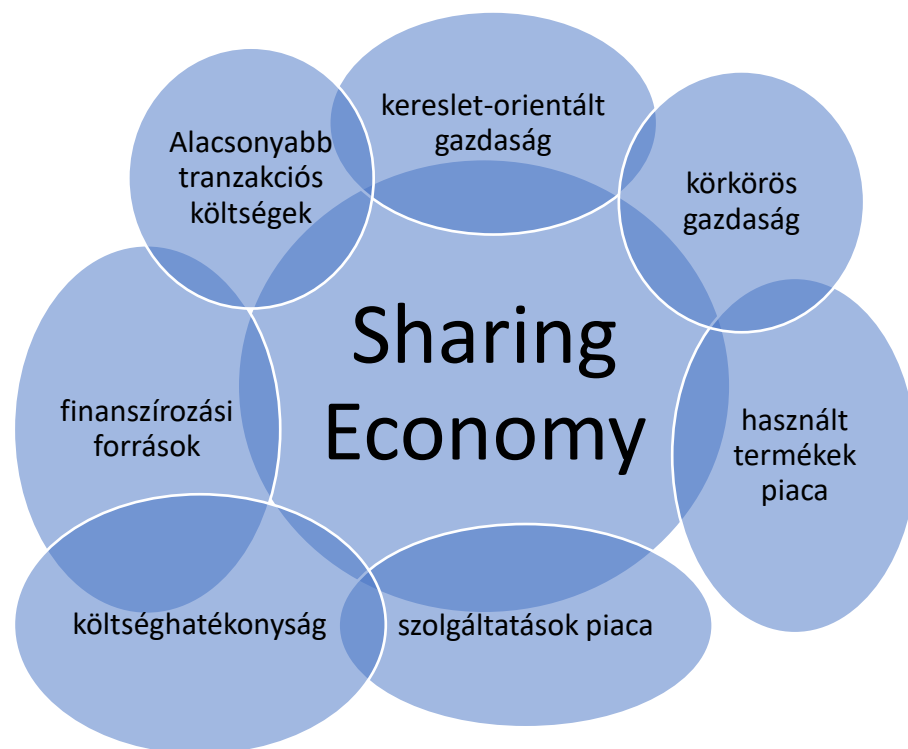 kereslet-orientált
gazdaság
Alacsonyabb
tranzakciós
költségek
körkörös
gazdaság
Sharing
Economy
finanszírozási
források
használt
termékek
piaca
költséghatékonyság
szolgáltatások piaca